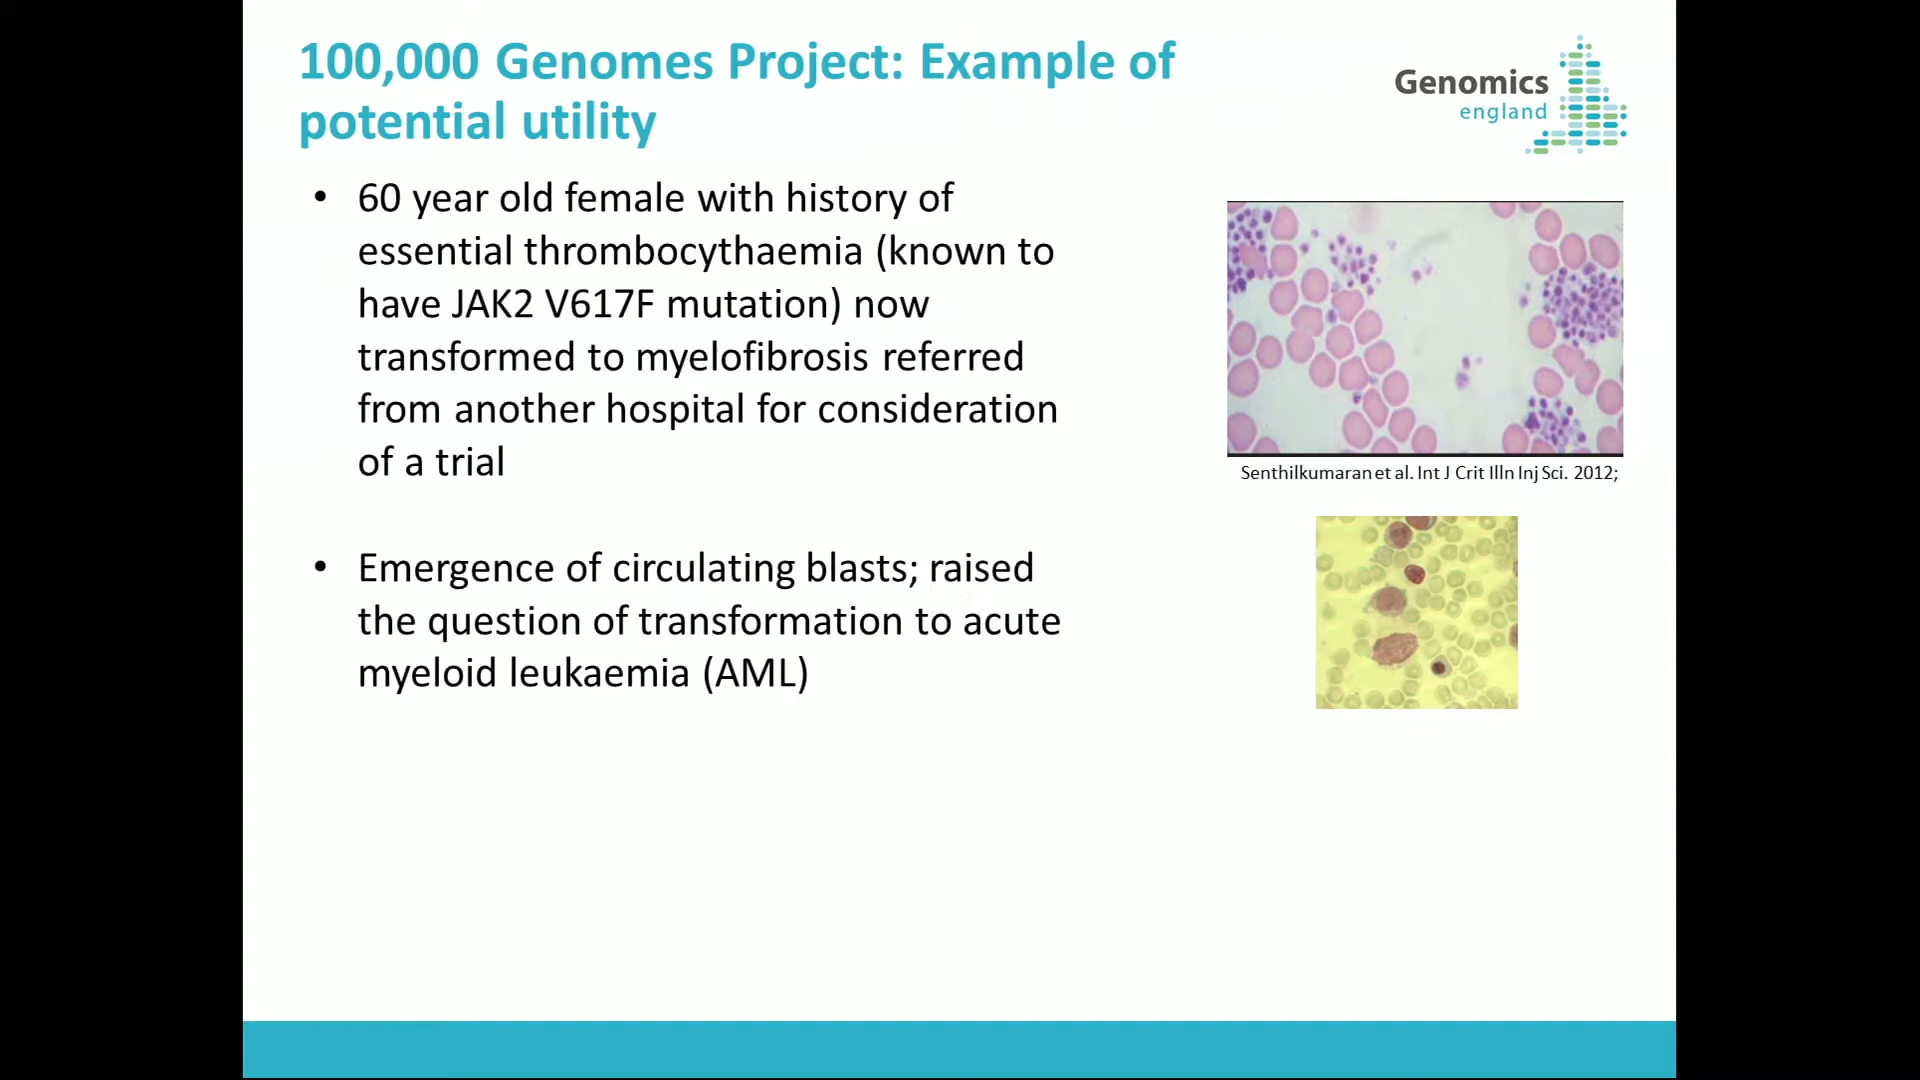 100,000 Genomes Project: Example of
potential utility
Genomics
england
• 60 year old female with history of
essential thrombocythaemia (known to
have JAK2 V617F mutation) now
transformed to myelofibrosis referred
from another hospital for consideration
of a trial
Senthilkumaran et al. Int J Crit Illn Inj Sci. 2012;
• Emergence of circulating blasts; raised
the question of transformation to acute
myeloid leukaemia (AML)